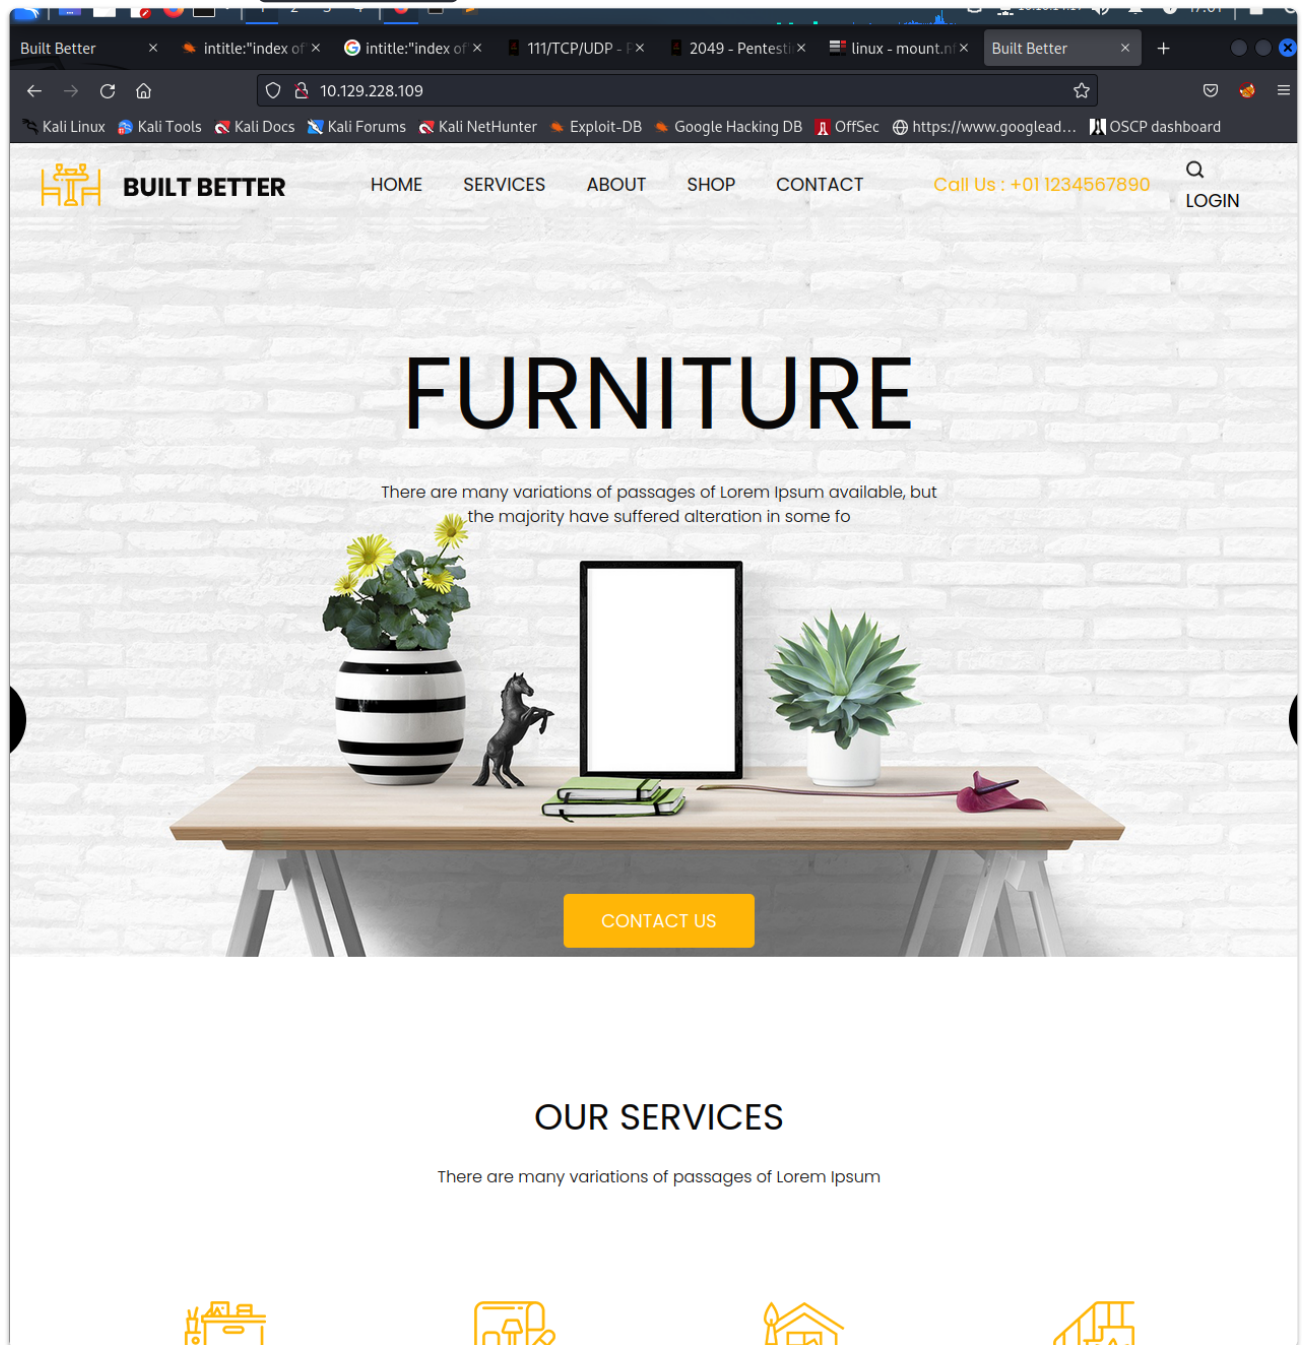 Built Better
intitle:"index of
intitle:"index of
111/TCP/UDP - P
2049 - Pentesti
linux - mount.nf
Built Better
10.129.228.109
Kali Linux
Kali Tools
Kali Docs
Kali Forums
Kali NetHunter
Exploit-DB
Google Hacking DB
OffSec
https://www.googlead...
OSCP dashboard
BUILT BETTER
HOME
SERVICES
ABOUT
SHOP
CONTACT
Call Us : +01 1234567890
LOGIN
FURNITURE
There are many variations of passages of Lorem Ipsum available, but
the majority have suffered alteration in some fo
CONTACT US
OUR SERVICES
There are many variations of passages of Lorem Ipsum